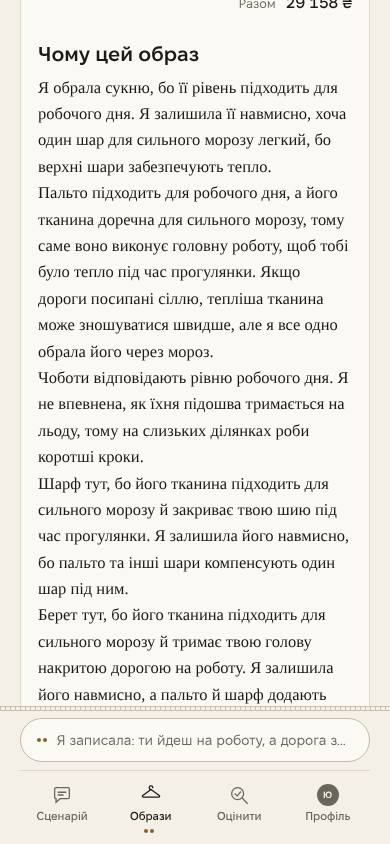 Разом 29 158 ₴
Чому цей образ
Я обрала сукню, бо її рівень підходить для
робочого дня. Я залишила її навмисно, хоча
один шар для сильного морозу легкий, бо
верхні шари забезпечують тепло.
Пальто підходить для робочого дня, а його
тканина доречна для сильного морозу, тому
саме воно виконує головну роботу, щоб тобі
було тепло під час прогулянки. Якщо
дороги посипані сіллю, тепліша тканина
може зношуватися швидше, але я все одно
обрала його через мороз.
Чоботи відповідають рівню робочого дня. Я
не впевнена, як їхня підошва тримається на
льоду, тому на слизьких ділянках роби
коротші кроки.
Шарф тут, бо його тканина підходить для
сильного морозу й закриває твою шию під
час прогулянки. Я залишила його навмисно,
бо пальто та інші шари компенсують один
шар під ним.
Берет тут, бо його тканина підходить для
сильного морозу й тримає твою голову
накритою дорогою на роботу. Я залишила
його навмисно, а пальто й шарф додають
Я записала: ти йдеш на роботу, а дорога з...
Сценарій Образи Оцінити Ю Профіль